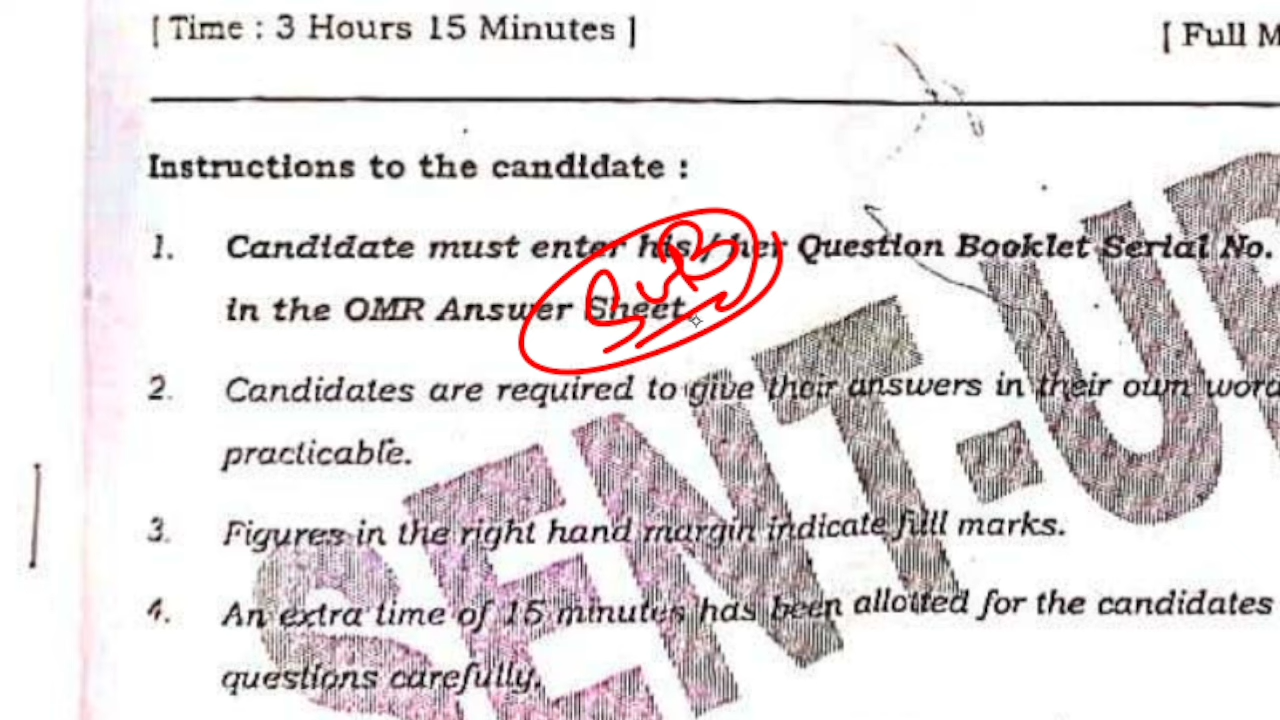 [ Time : 3 Hours 15 Minutes ]
[ Full M
Instructions to the candidate :
1. Candidate must enter his / her Question Booklet Serial No.
in the OMR Answer Sheet.
2. Candidates are required to give their answers in their own word
practicable.
3. Figures in the right hand margin indicate full marks.
4. An extra time of 15 minutes has been allotted for the candidates
questions carefully.
SENT-UP